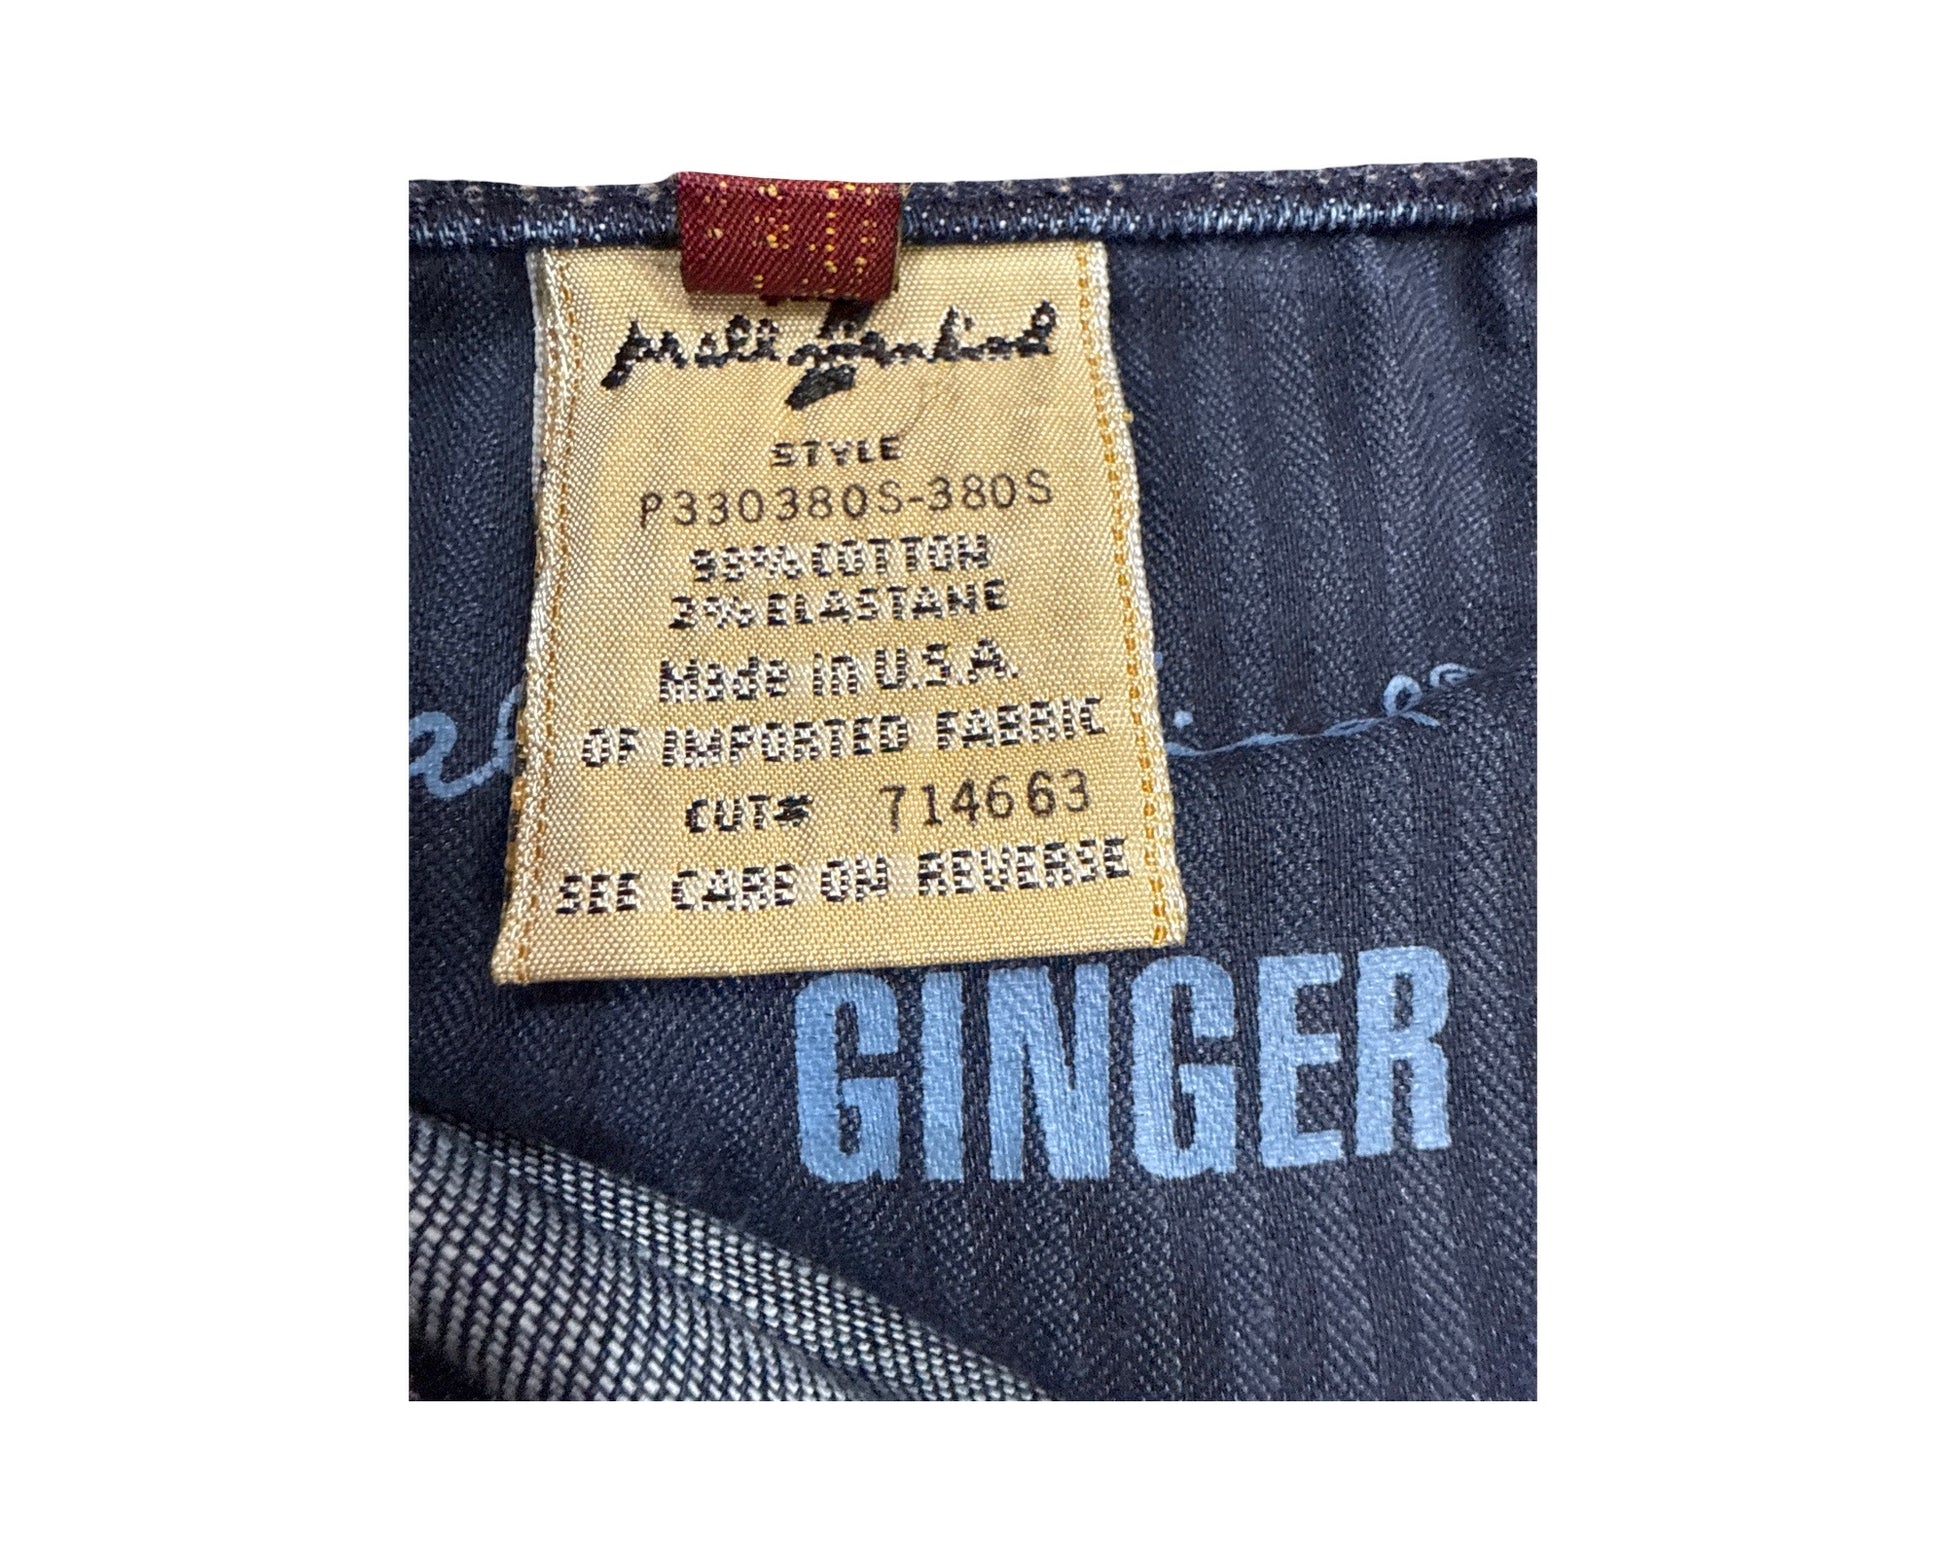 STYLE
P330380S-380S
98% COTTON
2% ELASTANE
Made in U.S.A.
OF IMPORTED FABRIC
CUT# 714663
SEE CARE ON REVERSE
GINGER